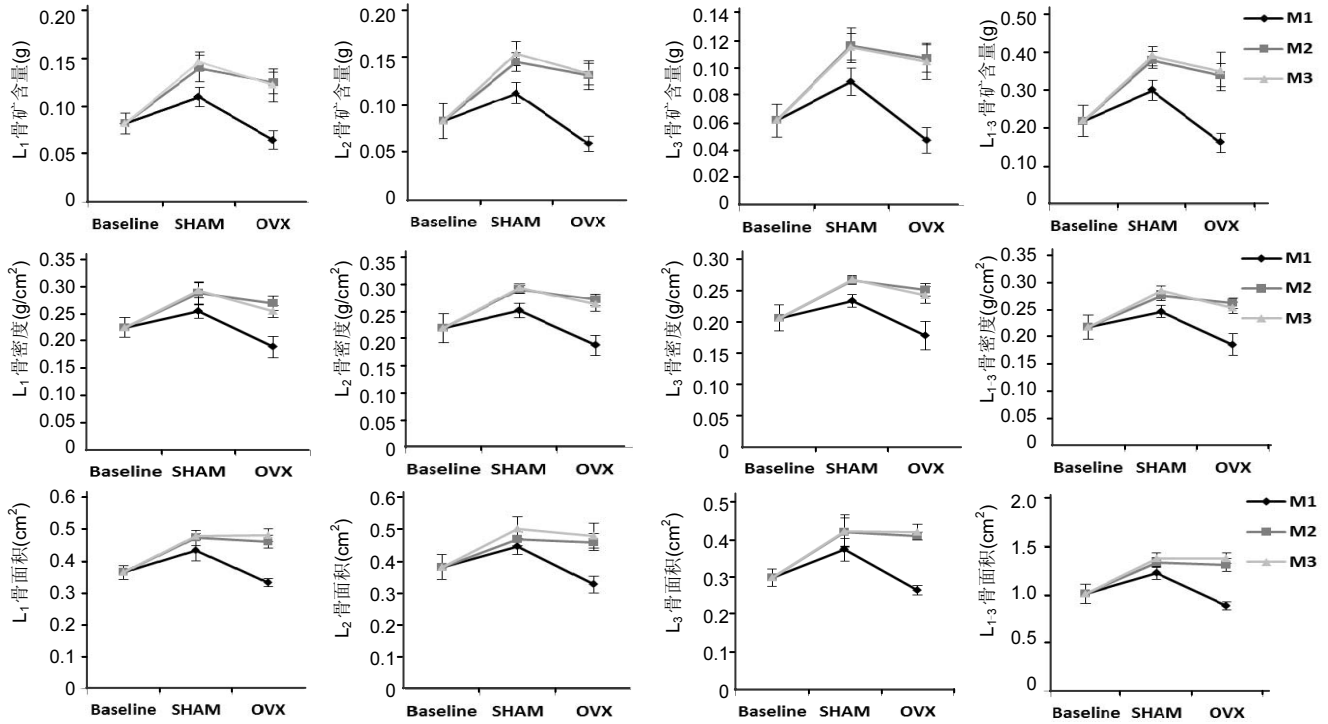 L₁骨矿含量(g)
0.20
0.15
0.10
0.05
0
Baseline SHAM OVX
L₂骨矿含量(g)
0.20
0.15
0.10
0.05
0
Baseline SHAM OVX
L₃骨矿含量(g)
0.14
0.12
0.10
0.08
0.06
0.04
0.02
0
Baseline SHAM OVX
L₁₋₃骨矿含量(g)
0.50
0.40
0.30
0.20
0.10
0
Baseline SHAM OVX
M1
M2
M3
L₁骨密度(g/cm²)
0.35
0.30
0.25
0.20
0.15
0.10
0.05
0
Baseline SHAM OVX
L₂骨密度(g/cm²)
0.35
0.30
0.25
0.20
0.15
0.10
0.05
0
Baseline SHAM OVX
L₃骨密度(g/cm²)
0.30
0.25
0.20
0.15
0.10
0.05
0
Baseline SHAM OVX
L₁₋₃骨密度(g/cm²)
0.35
0.30
0.25
0.20
0.15
0.10
0.05
0
Baseline SHAM OVX
M1
M2
M3
L₁骨面积(cm²)
0.6
0.5
0.4
0.3
0.2
0.1
0
Baseline SHAM OVX
L₂骨面积(cm²)
0.6
0.5
0.4
0.3
0.2
0.1
0
Baseline SHAM OVX
L₃骨面积(cm²)
0.5
0.4
0.3
0.2
0.1
0
Baseline SHAM OVX
L₁₋₃骨面积(cm²)
2.0
1.5
1.0
0.5
0
Baseline SHAM OVX
M1
M2
M3